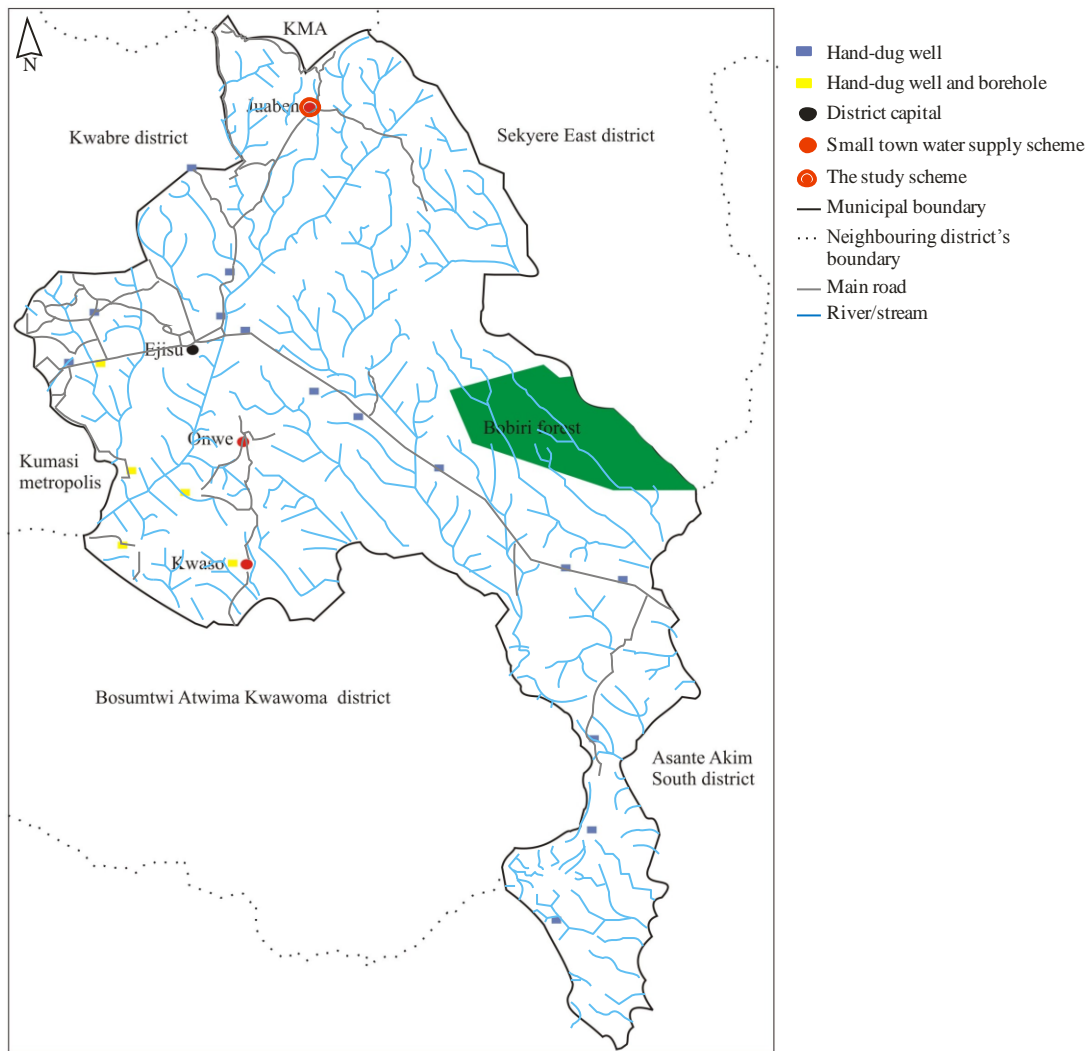 N
KMA
Juaben
Kwabre district
Sekyere East district
Ejisu
Bobiri forest
Onwe
Kumasi
metropolis
Kwaso
Bosumtwi Atwima Kwawoma district
Asante Akim
South district
Hand-dug well
Hand-dug well and borehole
District capital
Small town water supply scheme
The study scheme
Municipal boundary
Neighbouring district's
boundary
Main road
River/stream